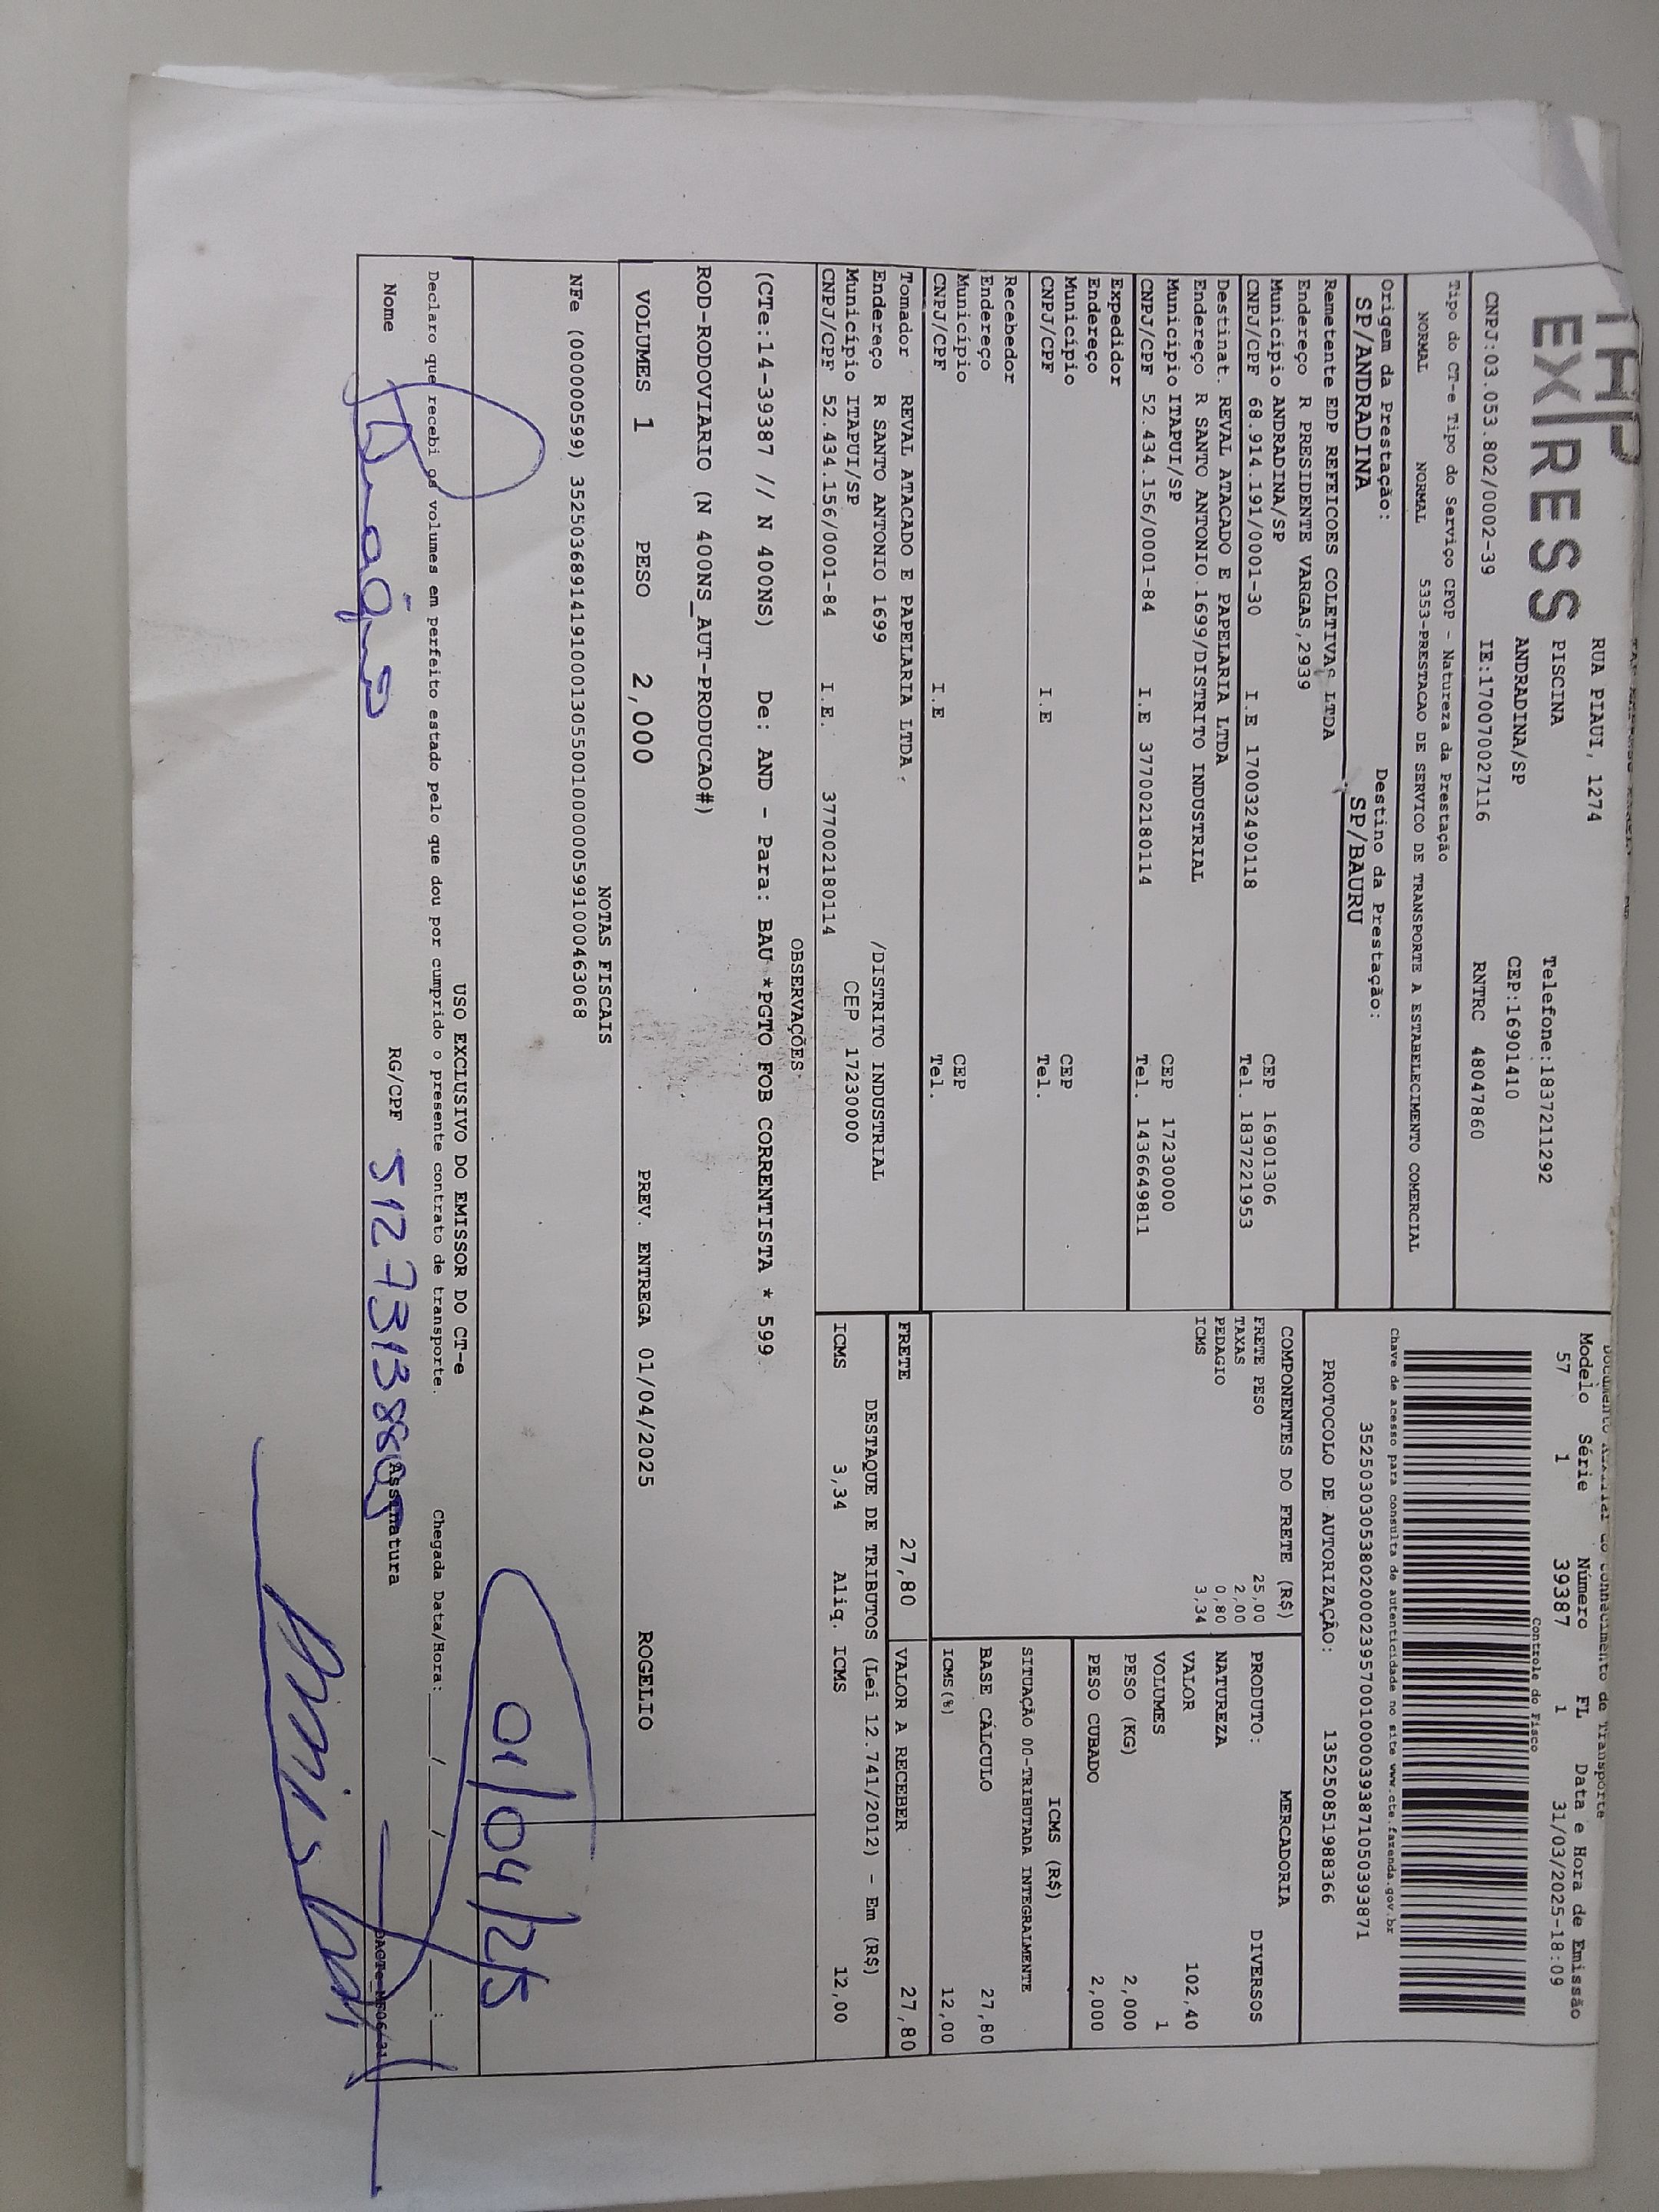 THP
EX|RESS
RUA PIAUI, 1274
PISCINA
Telefone:1837211292
ANDRADINA/SP
CEP:16901410
CNPJ:03.053.802/0002-39 IE:170070027116 RNTRC 48047860
Documento Auxiliar do Conhecimento de Transporte
Modelo Série Número FL Data e Hora de Emissão
57 1 39387 1 31/03/2025-18:09
Controle do Fisco
Tipo do CT-e Tipo do Serviço CFOP - Natureza da Prestação
NORMAL NORMAL 5353-PRESTACAO DE SERVICO DE TRANSPORTE A ESTABELECIMENTO COMERCIAL
Chave de acesso para consulta de autenticidade no site www.cte.fazenda.gov.br
35250303053802000239570010000393871050393871
PROTOCOLO DE AUTORIZAÇÃO: 135250851988366
Origem da Prestação: Destino da Prestação:
SP/ANDRADINA SP/BAURU
Remetente EDP REFEICOES COLETIVAS LTDA
Endereço R PRESIDENTE VARGAS,2939
Município ANDRADINA/SP CEP 16901306
CNPJ/CPF 68.914.191/0001-30 I.E 170032490118 Tel. 1837221953
Destinat. REVAL ATACADO E PAPELARIA LTDA
Endereço R SANTO ANTONIO 1699/DISTRITO INDUSTRIAL
Município ITAPUI/SP CEP 17230000
CNPJ/CPF 52.434.156/0001-84 I.E 377002180114 Tel. 1436649811
Expedidor
Endereço
Município CEP
CNPJ/CPF I.E Tel.
Recebedor
Endereço
Município CEP
CNPJ/CPF I.E Tel.
Tomador REVAL ATACADO E PAPELARIA LTDA
Endereço R SANTO ANTONIO 1699 /DISTRITO INDUSTRIAL
Município ITAPUI/SP CEP 17230000
CNPJ/CPF 52.434.156/0001-84 I.E. 377002180114
COMPONENTES DO FRETE (R$)
FRETE PESO 25,00
TAXAS 2,00
PEDAGIO 0,80
ICMS 3,34
MERCADORIA
PRODUTO: DIVERSOS
NATUREZA
VALOR 102,40
VOLUMES 1
PESO (KG) 2,000
PESO CUBADO 2,000
ICMS (R$)
SITUAÇÃO 00-TRIBUTADA INTEGRALMENTE
BASE CÁLCULO 27,80
ICMS(%) 12,00
FRETE 27,80 VALOR A RECEBER 27,80
DESTAQUE DE TRIBUTOS (Lei 12.741/2012) - Em (R$)
ICMS 3,34 Aliq. ICMS 12,00
OBSERVAÇÕES
(CTe:14-39387 // N 400NS) De: AND - Para: BAU *PGTO FOB CORRENTISTA * 599
ROD-RODOVIARIO (N 400NS_AUT-PRODUCAO#)
VOLUMES 1 PESO 2,000 PREV. ENTREGA 01/04/2025 ROGELIO
NOTAS FISCAIS
NFe (000000599) 35250368914191000130550010000005991000463068
01/04/25
USO EXCLUSIVO DO EMISSOR DO CT-e
Declaro que recebi os volumes em perfeito estado pelo que dou por cumprido o presente contrato de transporte. Chegada Data/Hora:____/____/____ ____:____
Nome RG/CPF Assinatura